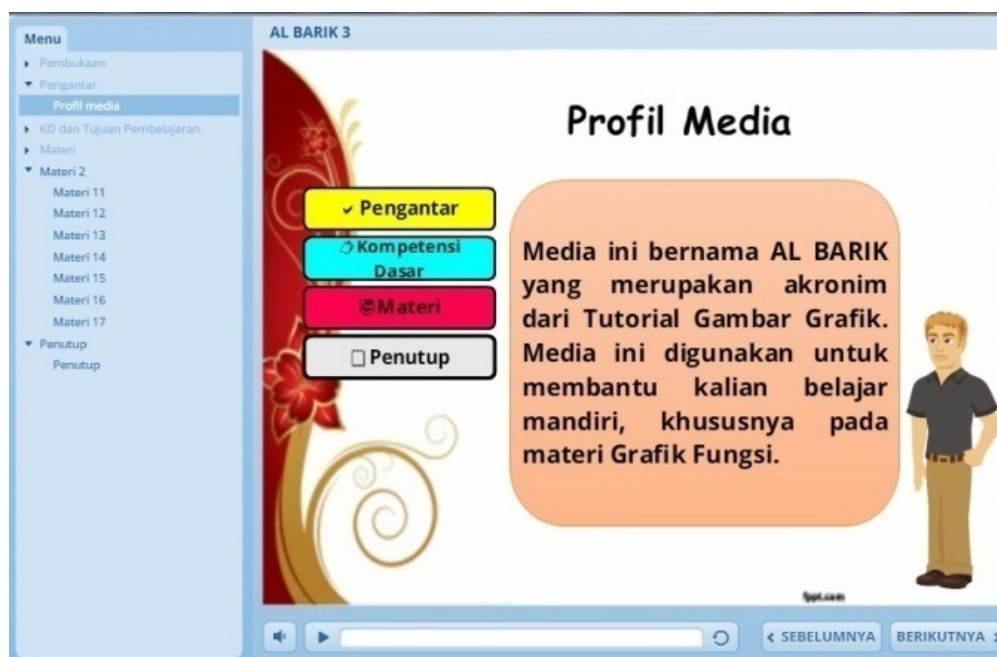 AL BARIK 3
Menu
Pembukaan
Pengantar
Profil media
KD dan Tujuan Pembelajaran
Materi
Materi 2
Materi 11
Materi 12
Materi 13
Materi 14
Materi 15
Materi 16
Materi 17
Penutup
Penutup
Profil Media
Pengantar
Kompetensi
Dasar
Materi
Penutup
Media ini bernama AL BARIK
yang merupakan akronim
dari Tutorial Gambar Grafik.
Media ini digunakan untuk
membantu kalian belajar
mandiri, khususnya pada
materi Grafik Fungsi.
fppt.com
SEBELUMNYA
BERIKUTNYA